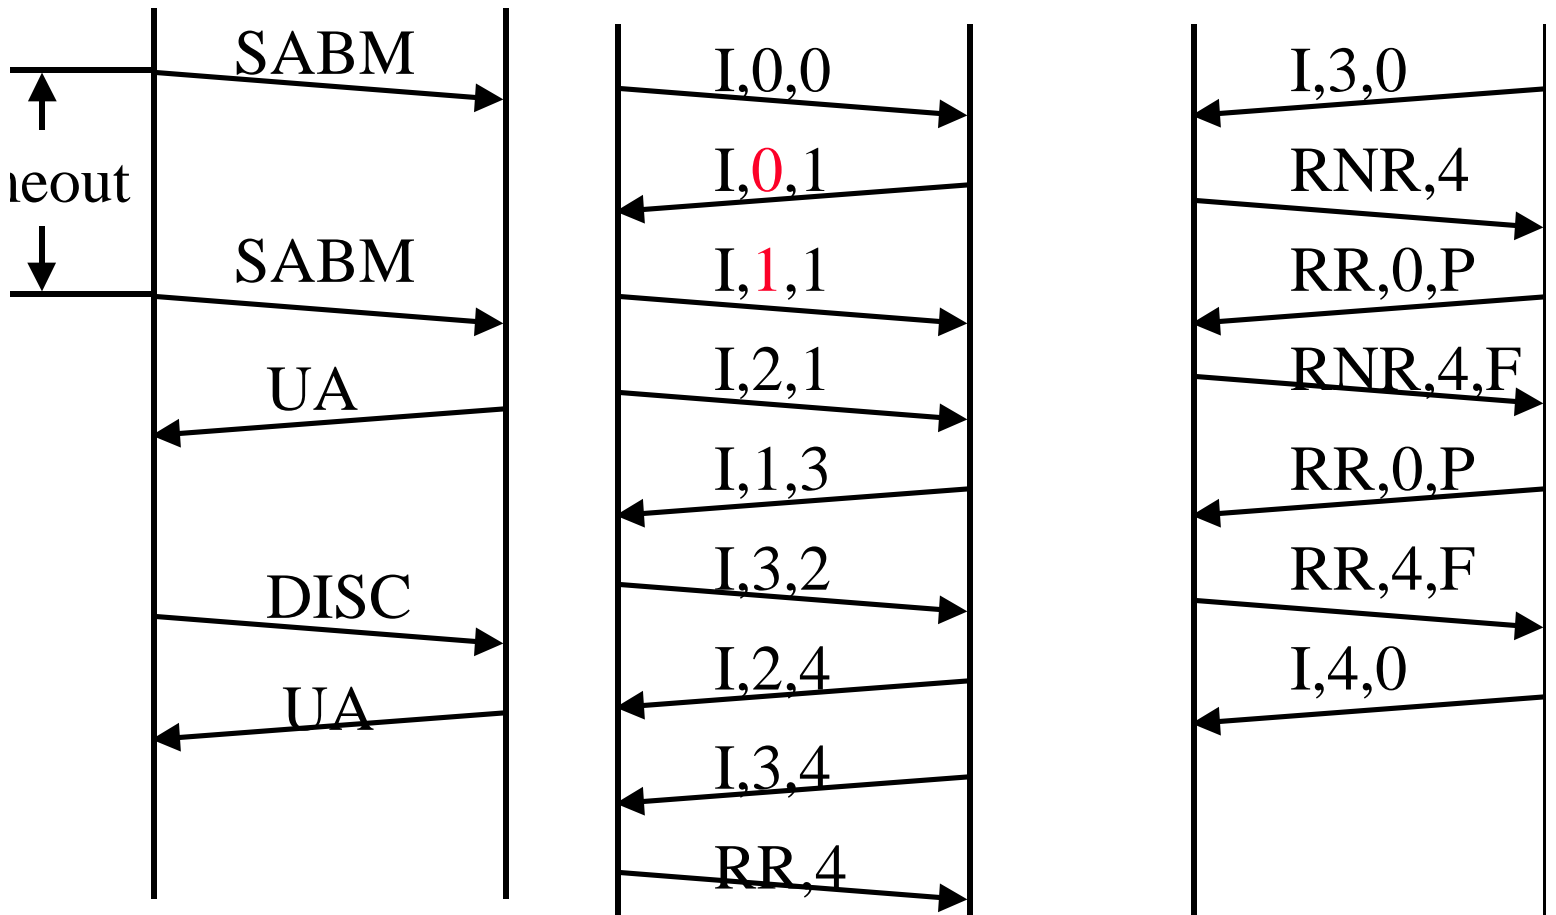 SABM
neout
SABM
UA
DISC
UA
I,0,0
I,0,1
I,1,1
I,2,1
I,1,3
I,3,2
I,2,4
I,3,4
RR,4
I,3,0
RNR,4
RR,0,P
RNR,4,F
RR,0,P
RR,4,F
I,4,0